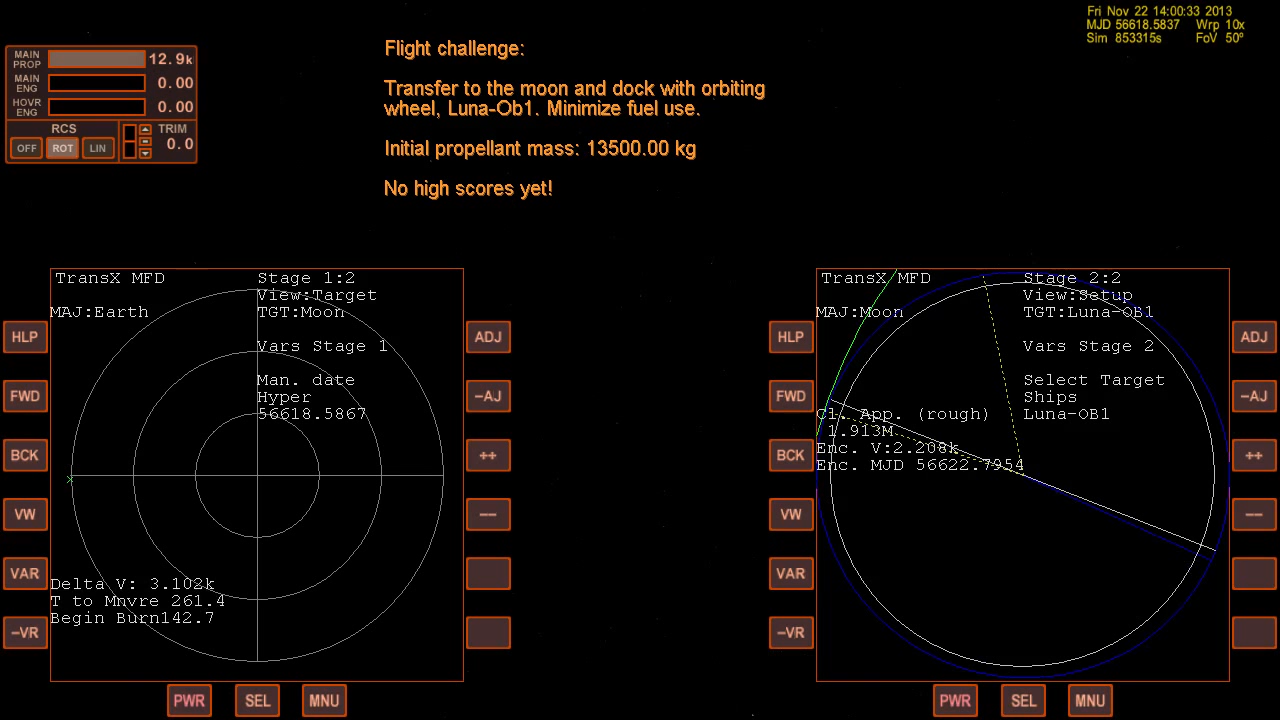 Fri Nov 22 14:00:33 2013
MJD 56618.5837 Wrp 10x
Sim 853315s FoV 50°
MAIN PROP 12.9k
MAIN ENG 0.00
HOVR ENG 0.00
RCS TRIM
OFF ROT LIN 0.0
Flight challenge:
Transfer to the moon and dock with orbiting
wheel, Luna-Ob1. Minimize fuel use.
Initial propellant mass: 13500.00 kg
No high scores yet!
TransX MFD Stage 1:2
View:Target
MAJ:Earth TGT:Moon
Vars Stage 1
Man. date
Hyper
56618.5867
Delta V: 3.102k
T to Mnvre 261.4
Begin Burn142.7
HLP
FWD
BCK
VW
VAR
-VR
ADJ
-AJ
++
--
PWR SEL MNU
TransX MFD Stage 2:2
View:Setup
MAJ:Moon TGT:Luna-OB1
Vars Stage 2
Select Target
Ships
Cl. App. (rough) Luna-OB1
1.913M
Enc. V:2.208k
Enc. MJD 56622.7954
HLP
FWD
BCK
VW
VAR
-VR
ADJ
-AJ
++
--
PWR SEL MNU